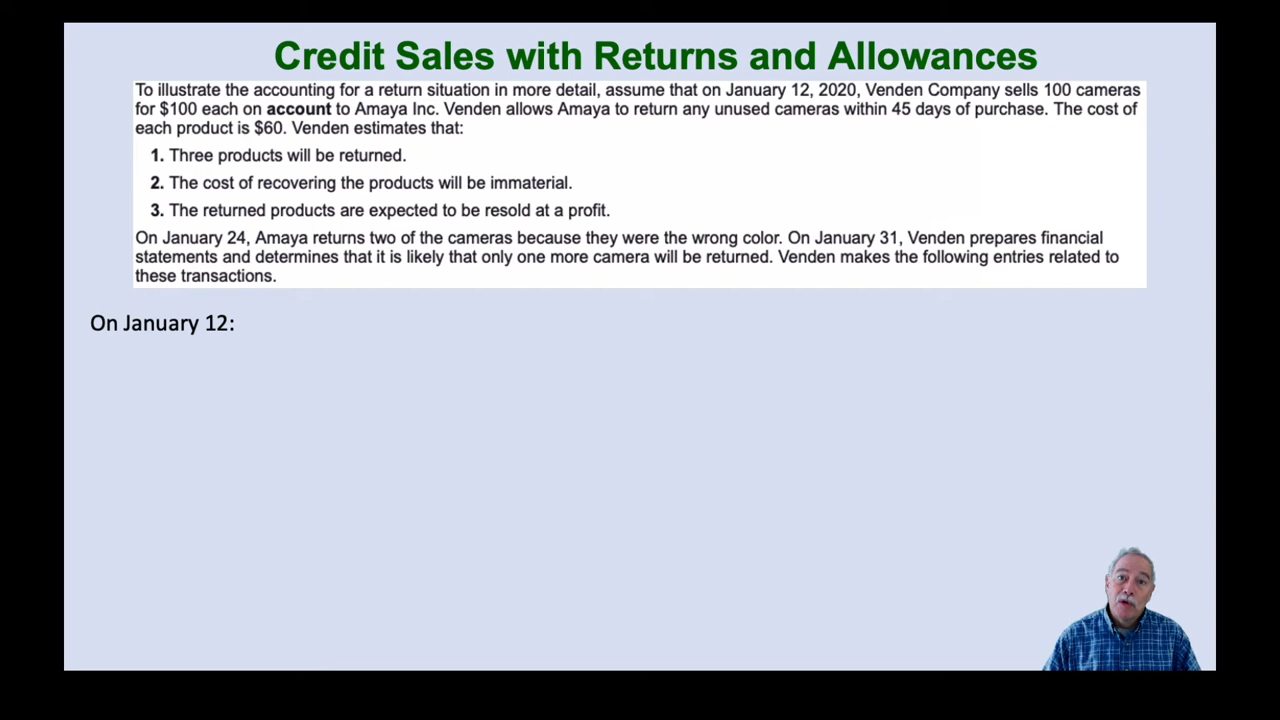 Credit Sales with Returns and Allowances
To illustrate the accounting for a return situation in more detail, assume that on January 12, 2020, Venden Company sells 100 cameras
for $100 each on account to Amaya Inc. Venden allows Amaya to return any unused cameras within 45 days of purchase. The cost of
each product is $60. Venden estimates that:
1. Three products will be returned.
2. The cost of recovering the products will be immaterial.
3. The returned products are expected to be resold at a profit.
On January 24, Amaya returns two of the cameras because they were the wrong color. On January 31, Venden prepares financial
statements and determines that it is likely that only one more camera will be returned. Venden makes the following entries related to
these transactions.
On January 12: